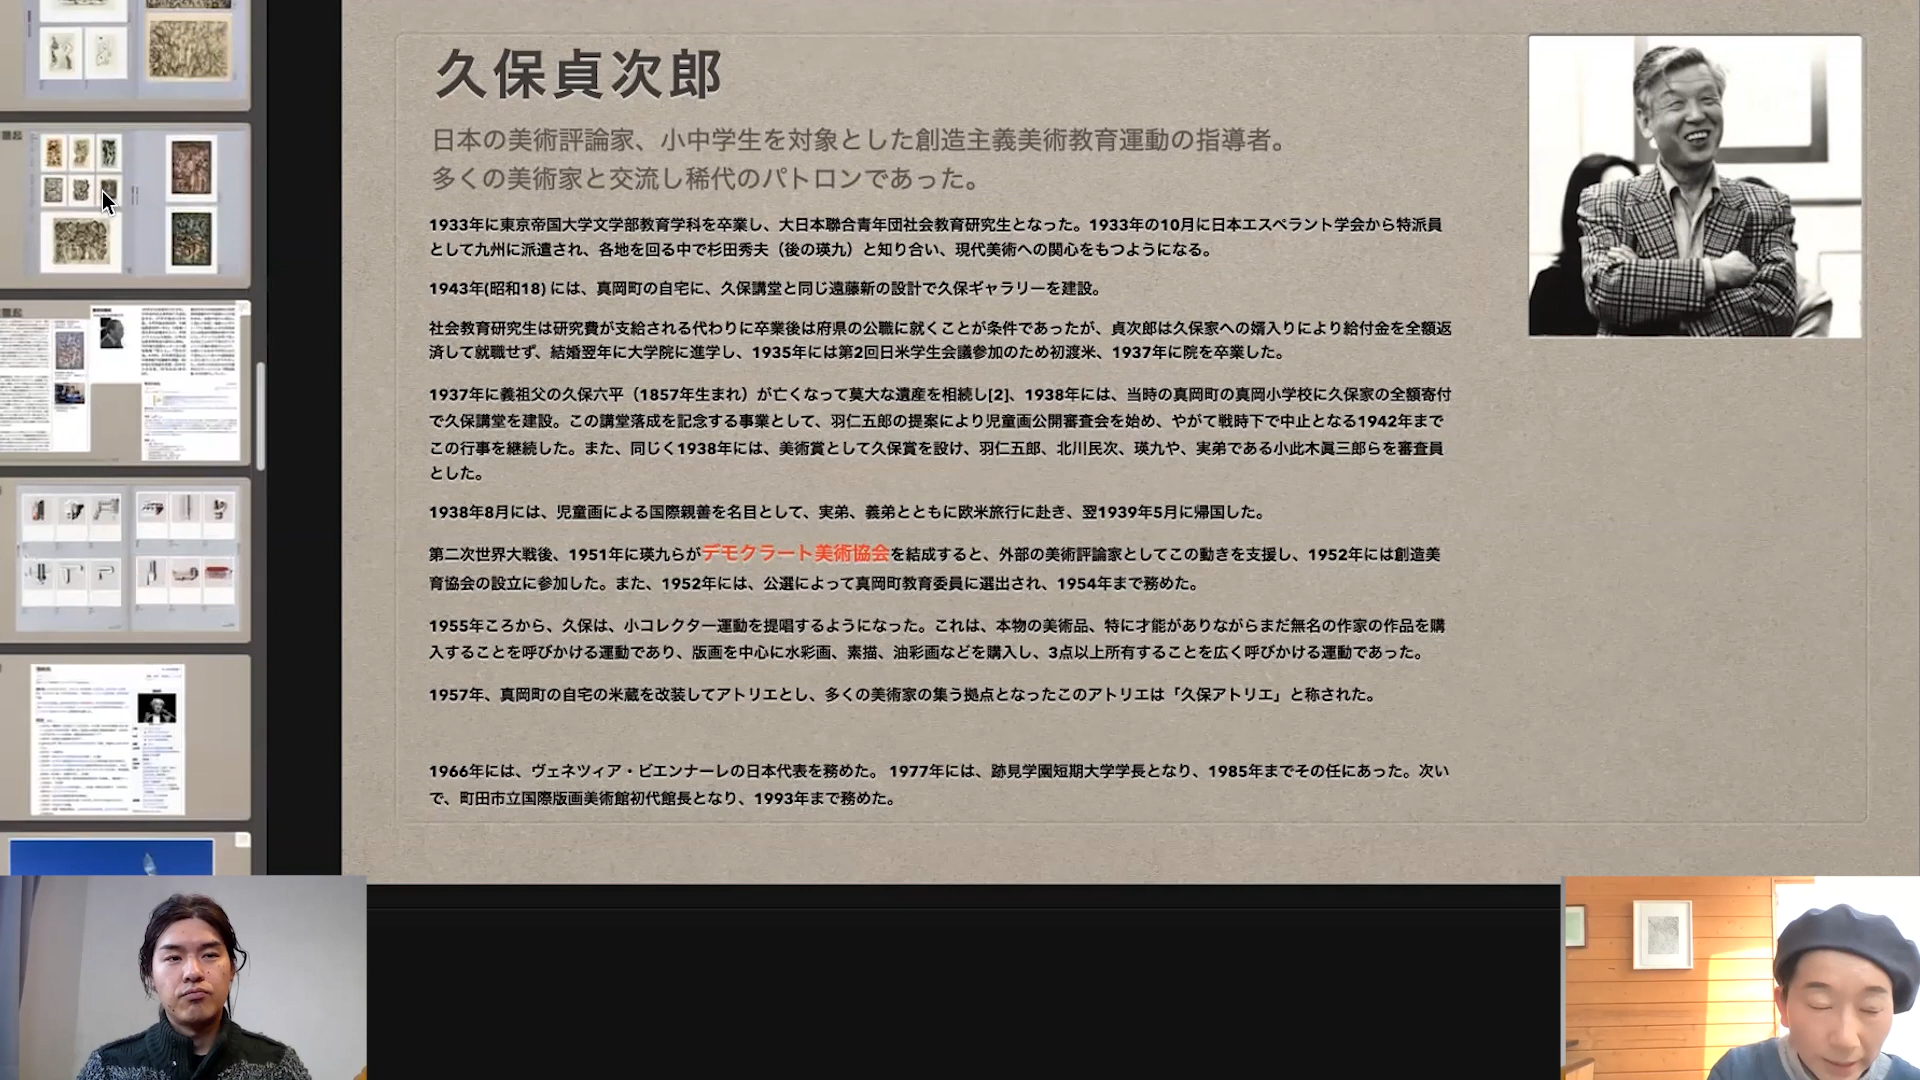 久保貞次郎
日本の美術評論家、小中学生を対象とした創造主義美術教育運動の指導者。
多くの美術家と交流し稀代のパトロンであった。
1933年に東京帝国大学文学部教育学科を卒業し、大日本聯合青年団社会教育研究生となった。1933年の10月に日本エスペラント学会から特派員
として九州に派遣され、各地を回る中で杉田秀夫（後の瑛九）と知り合い、現代美術への関心をもつようになる。
1943年(昭和18) には、真岡町の自宅に、久保講堂と同じ遠藤新の設計で久保ギャラリーを建設。
社会教育研究生は研究費が支給される代わりに卒業後は府県の公職に就くことが条件であったが、貞次郎は久保家への婿入りにより給付金を全額返
済して就職せず、結婚翌年に大学院に進学し、1935年には第2回日米学生会議参加のため初渡米、1937年に院を卒業した。
1937年に義祖父の久保六平（1857年生まれ）が亡くなって莫大な遺産を相続し[2]、1938年には、当時の真岡町の真岡小学校に久保家の全額寄付
で久保講堂を建設。この講堂落成を記念する事業として、羽仁五郎の提案により児童画公開審査会を始め、やがて戦時下で中止となる1942年まで
この行事を継続した。また、同じく1938年には、美術賞として久保賞を設け、羽仁五郎、北川民次、瑛九や、実弟である小此木眞三郎らを審査員
とした。
1938年8月には、児童画による国際親善を名目として、実弟、義弟とともに欧米旅行に赴き、翌1939年5月に帰国した。
第二次世界大戦後、1951年に瑛九らがデモクラート美術協会を結成すると、外部の美術評論家としてこの動きを支援し、1952年には創造美
育協会の設立に参加した。また、1952年には、公選によって真岡町教育委員に選出され、1954年まで務めた。
1955年ころから、久保は、小コレクター運動を提唱するようになった。これは、本物の美術品、特に才能がありながらまだ無名の作家の作品を購
入することを呼びかける運動であり、版画を中心に水彩画、素描、油彩画などを購入し、3点以上所有することを広く呼びかける運動であった。
1957年、真岡町の自宅の米蔵を改装してアトリエとし、多くの美術家の集う拠点となったこのアトリエは「久保アトリエ」と称された。
1966年には、ヴェネツィア・ビエンナーレの日本代表を務めた。 1977年には、跡見学園短期大学学長となり、1985年までその任にあった。次い
で、町田市立国際版画美術館初代館長となり、1993年まで務めた。